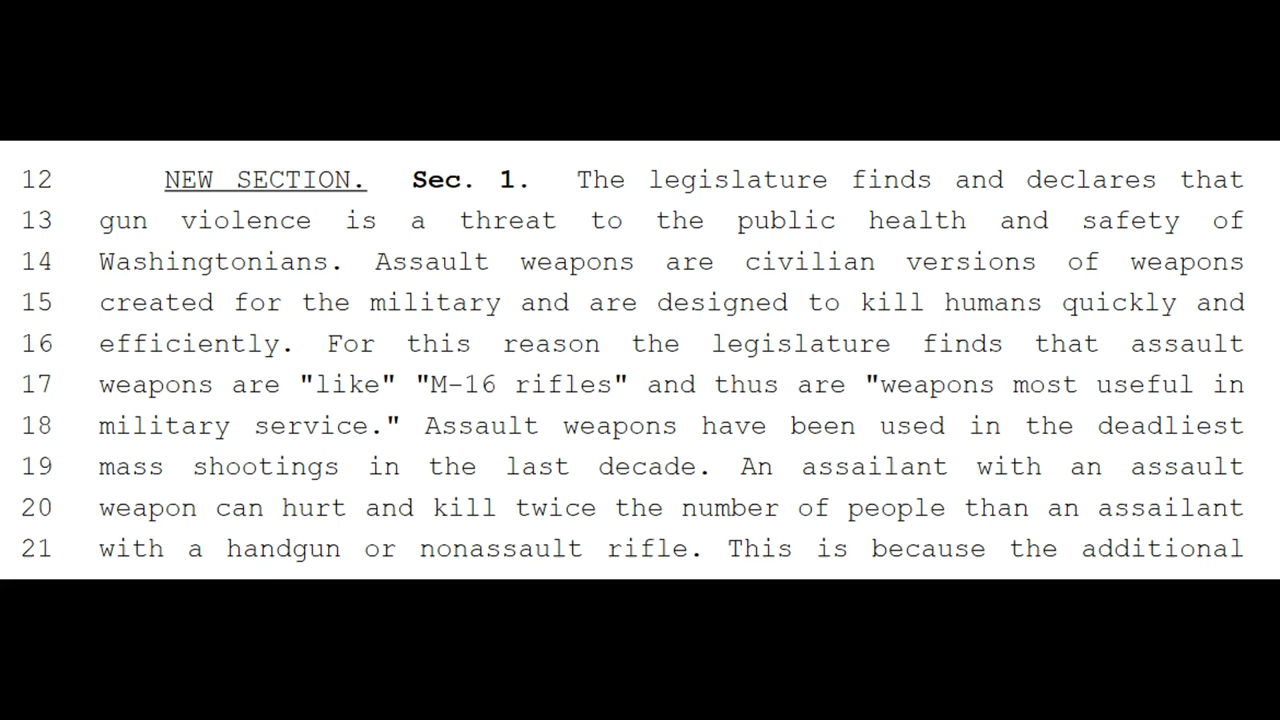 12 NEW SECTION. Sec. 1. The legislature finds and declares that
13 gun violence is a threat to the public health and safety of
14 Washingtonians. Assault weapons are civilian versions of weapons
15 created for the military and are designed to kill humans quickly and
16 efficiently. For this reason the legislature finds that assault
17 weapons are "like" "M-16 rifles" and thus are "weapons most useful in
18 military service." Assault weapons have been used in the deadliest
19 mass shootings in the last decade. An assailant with an assault
20 weapon can hurt and kill twice the number of people than an assailant
21 with a handgun or nonassault rifle. This is because the additional